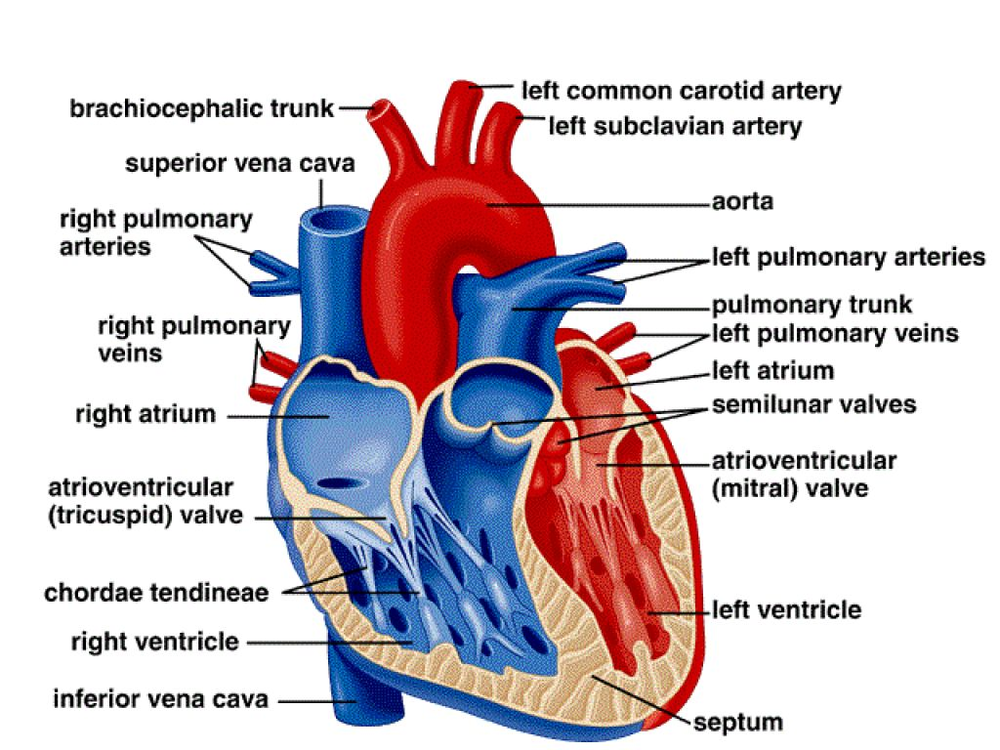 brachiocephalic trunk
superior vena cava
right pulmonary
arteries
right pulmonary
veins
right atrium
atrioventricular
(tricuspid) valve
chordae tendineae
right ventricle
inferior vena cava
left common carotid artery
left subclavian artery
aorta
left pulmonary arteries
pulmonary trunk
left pulmonary veins
left atrium
semilunar valves
atrioventricular
(mitral) valve
left ventricle
septum